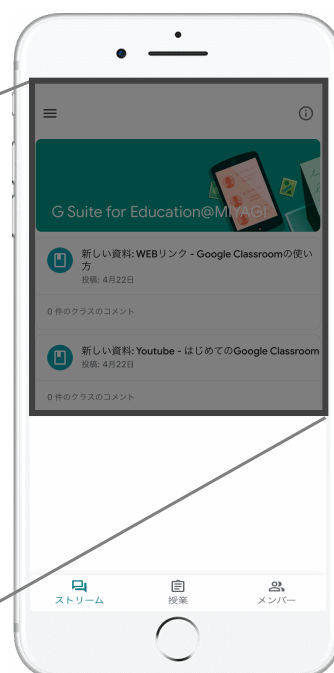 G Suite for Education@MIYAGI
新しい資料: WEBリンク - Google Classroomの使い
方
投稿: 4月22日
0 件のクラスのコメント
新しい資料: Youtube - はじめてのGoogle Classroom
投稿: 4月22日
0 件のクラスのコメント
ストリーム
授業
メンバー